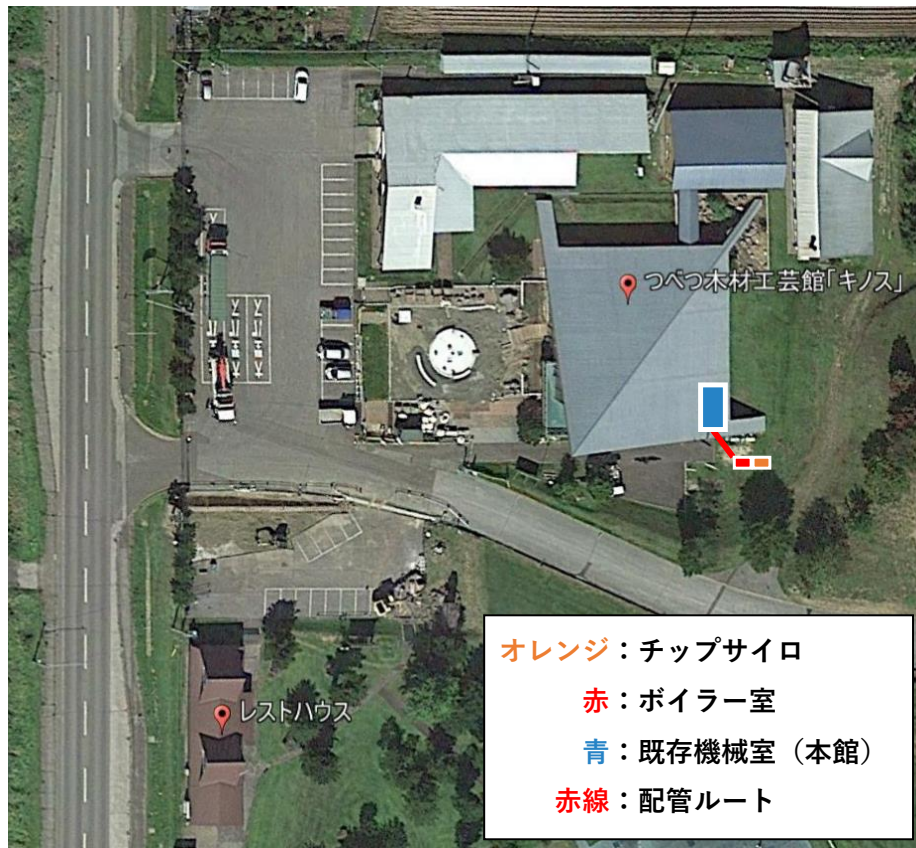 つべつ木材工芸館「キノス」
オレンジ：チップサイロ
赤：ボイラー室
レストハウス
青：既存機械室（本館）
赤線：配管ルート